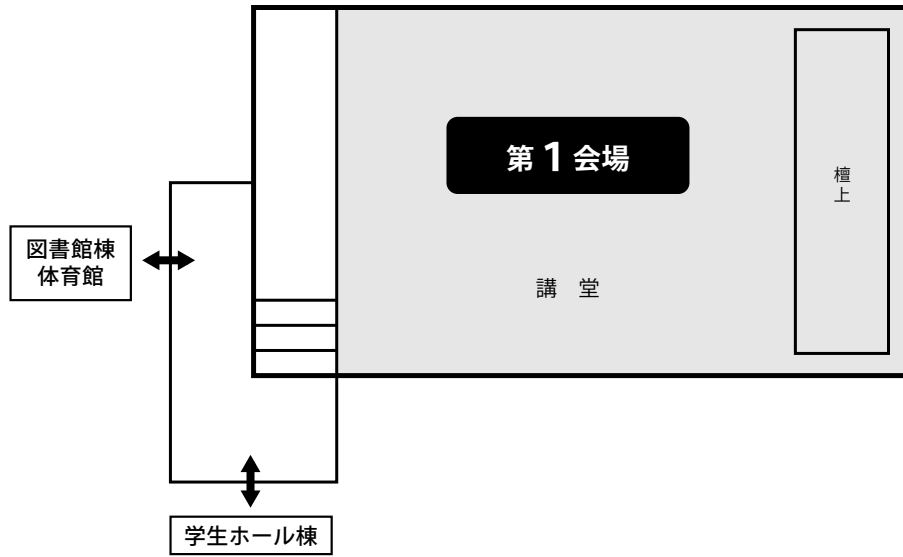 第1会場
檀上
図書館棟
体育館
講 堂
学生ホール棟